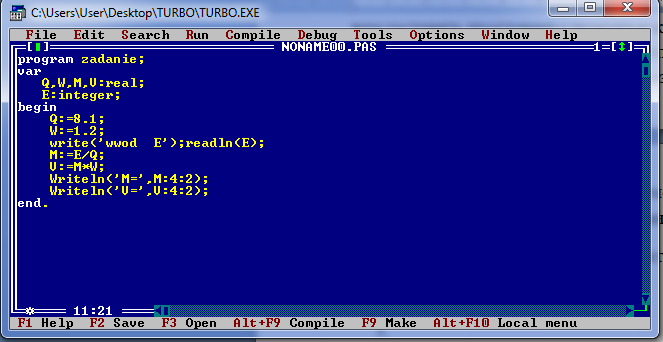 C:\Users\User\Desktop\TURBO\TURBO.EXE
File Edit Search Run Compile Debug Tools Options Window Help
NONAME00.PAS 1
program zadanie;
var
Q,W,M,V:real;
E:integer;
begin
Q:=8.1;
W:=1.2;
write('wwod  E');readln(E);
M:=E/Q;
V:=M*W;
Writeln('M=',M:4:2);
Writeln('V=',V:4:2);
end.
11:21
F1 Help F2 Save F3 Open Alt+F9 Compile F9 Make Alt+F10 Local menu